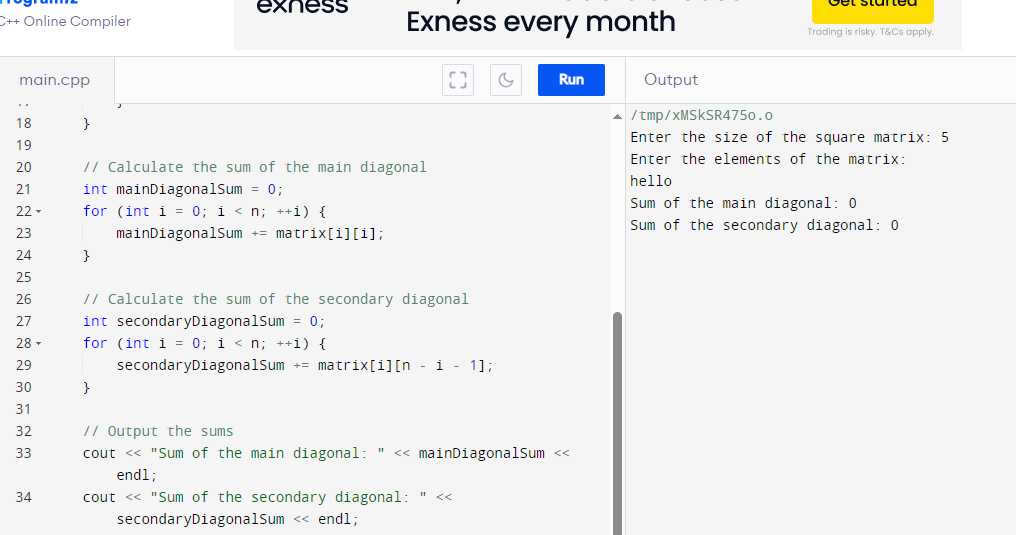 C++ Online Compiler
exness
Exness every month
Get started
Trading is risky. T&Cs apply.
main.cpp
Run
Output
18 }
19
20 // Calculate the sum of the main diagonal
21 int mainDiagonalSum = 0;
22 for (int i = 0; i < n; ++i) {
23 mainDiagonalSum += matrix[i][i];
24 }
25
26 // Calculate the sum of the secondary diagonal
27 int secondaryDiagonalSum = 0;
28 for (int i = 0; i < n; ++i) {
29 secondaryDiagonalSum += matrix[i][n - i - 1];
30 }
31
32 // Output the sums
33 cout << "Sum of the main diagonal: " << mainDiagonalSum <<
endl;
34 cout << "Sum of the secondary diagonal: " <<
secondaryDiagonalSum << endl;
/tmp/xMSkSR475o.o
Enter the size of the square matrix: 5
Enter the elements of the matrix:
hello
Sum of the main diagonal: 0
Sum of the secondary diagonal: 0